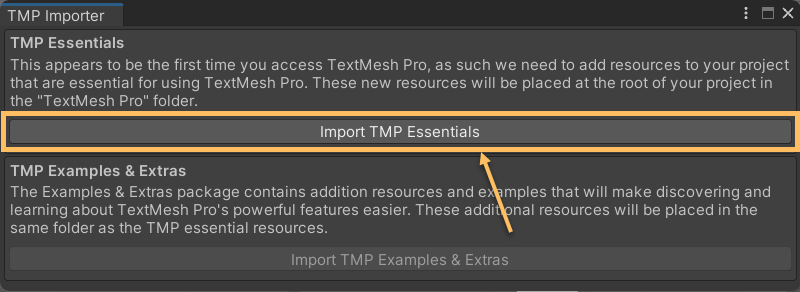 TMP Importer
TMP Essentials
This appears to be the first time you access TextMesh Pro, as such we need to add resources to your project
that are essential for using TextMesh Pro. These new resources will be placed at the root of your project in
the "TextMesh Pro" folder.
Import TMP Essentials
TMP Examples & Extras
The Examples & Extras package contains addition resources and examples that will make discovering and
learning about TextMesh Pro's powerful features easier. These additional resources will be placed in the
same folder as the TMP essential resources.
Import TMP Examples & Extras